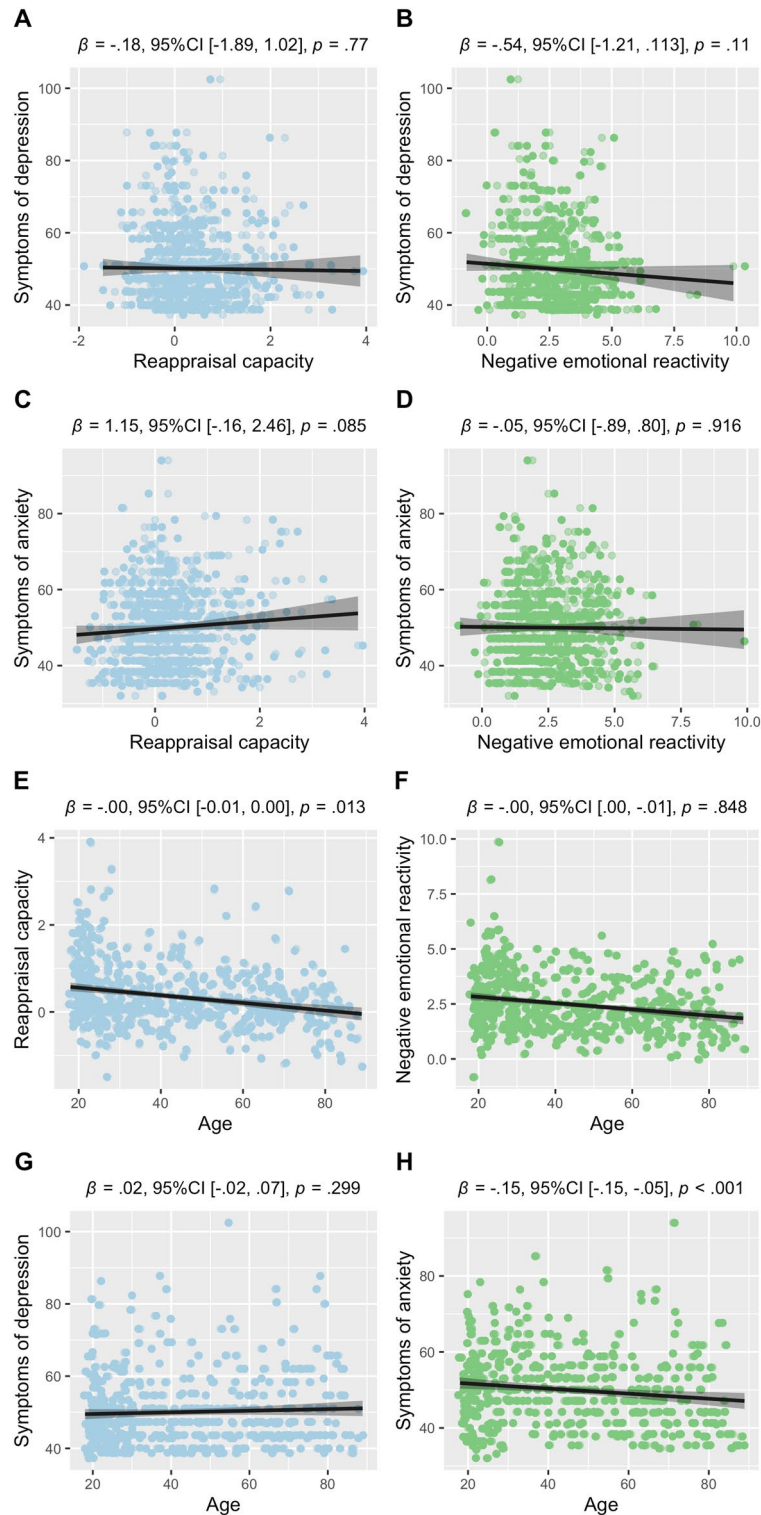 A
β = -.18, 95%CI [-1.89, 1.02], p = .77
Symptoms of depression
100
80
60
40
-2 0 2 4
Reappraisal capacity
B
β = -.54, 95%CI [-1.21, .113], p = .11
Symptoms of depression
100
80
60
40
0.0 2.5 5.0 7.5 10.0
Negative emotional reactivity
C
β = 1.15, 95%CI [-.16, 2.46], p = .085
Symptoms of anxiety
80
60
40
0 2 4
Reappraisal capacity
D
β = -.05, 95%CI [-.89, .80], p = .916
Symptoms of anxiety
80
60
40
0.0 2.5 5.0 7.5 10.0
Negative emotional reactivity
E
β = -.00, 95%CI [-0.01, 0.00], p = .013
Reappraisal capacity
4
2
0
20 40 60 80
Age
F
β = -.00, 95%CI [.00, -.01], p = .848
Negative emotional reactivity
10.0
7.5
5.0
2.5
0.0
20 40 60 80
Age
G
β = .02, 95%CI [-.02, .07], p = .299
Symptoms of depression
100
80
60
40
20 40 60 80
Age
H
β = -.15, 95%CI [-.15, -.05], p < .001
Symptoms of anxiety
80
60
40
20 40 60 80
Age